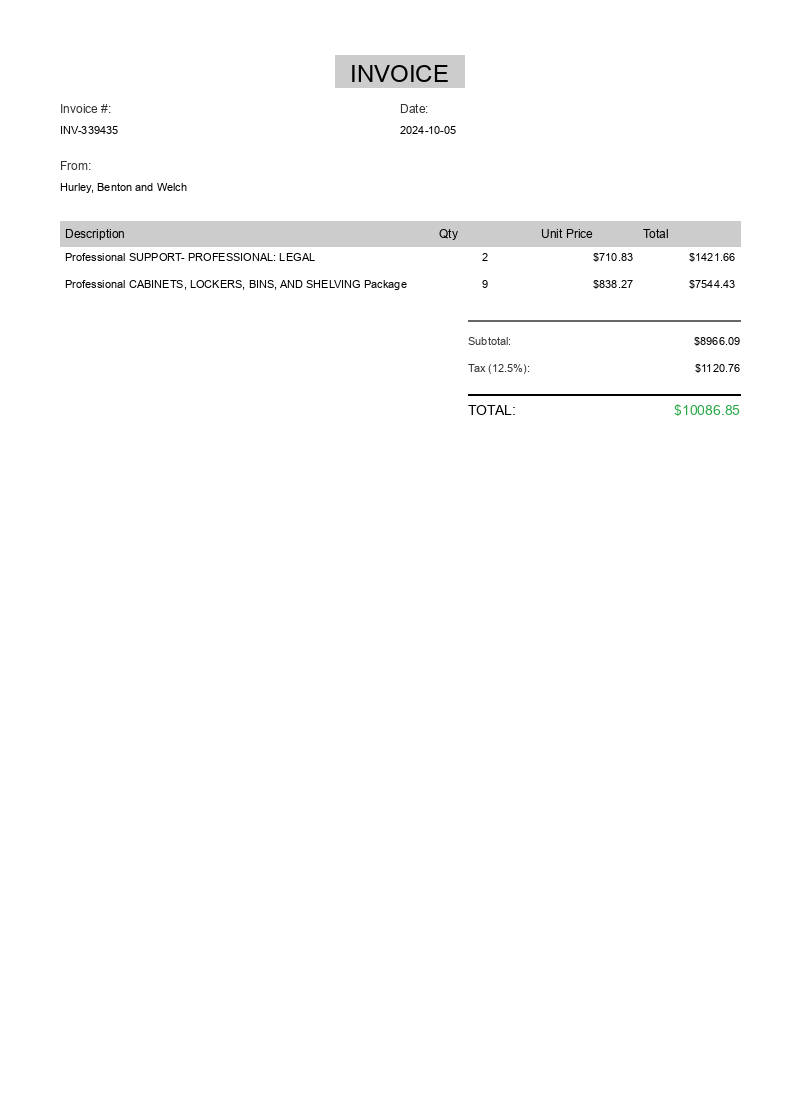 INVOICE
Invoice #: Date:
INV-339435 2024-10-05
From:
Hurley, Benton and Welch
Description Qty Unit Price Total
Professional SUPPORT- PROFESSIONAL: LEGAL 2 $710.83 $1421.66
Professional CABINETS, LOCKERS, BINS, AND SHELVING Package 9 $838.27 $7544.43
Subtotal: $8966.09
Tax (12.5%): $1120.76
TOTAL: $10086.85